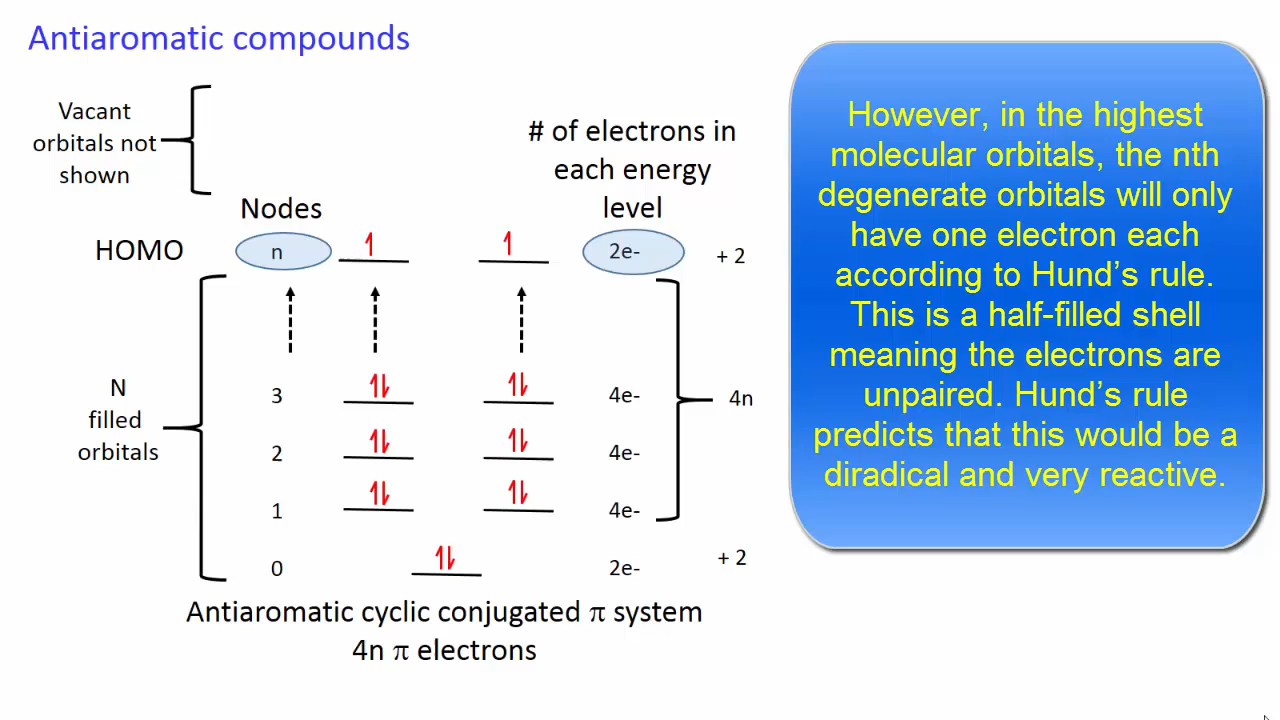 Antiaromatic compounds
Vacant
orbitals not
shown
# of electrons in
each energy
level
Nodes
HOMO
n
2e-
+ 2
N
filled
orbitals
3
4e-
4n
2
4e-
1
4e-
0
2e-
+ 2
Antiaromatic cyclic conjugated π system
4n π electrons
However, in the highest
molecular orbitals, the nth
degenerate orbitals will only
have one electron each
according to Hund’s rule.
This is a half-filled shell
meaning the electrons are
unpaired. Hund’s rule
predicts that this would be a
diradical and very reactive.